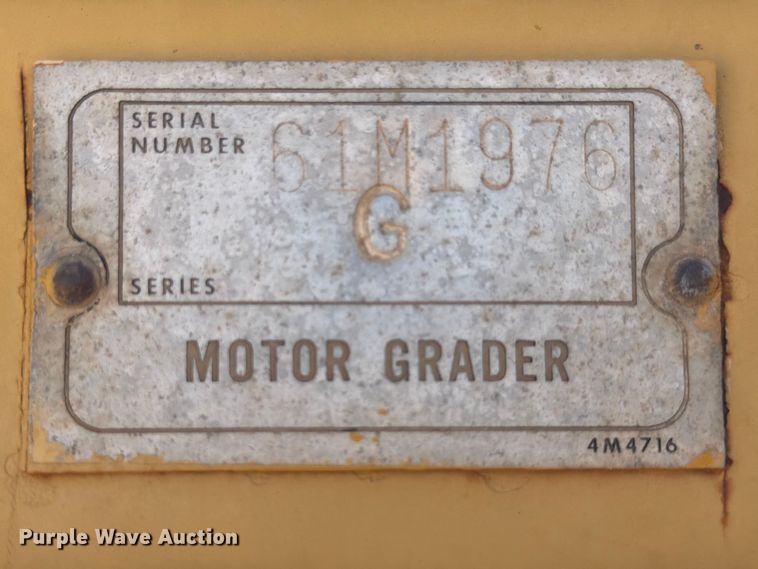 SERIAL
NUMBER 61M1976
G
SERIES
MOTOR GRADER
4M4716
Purple Wave Auction